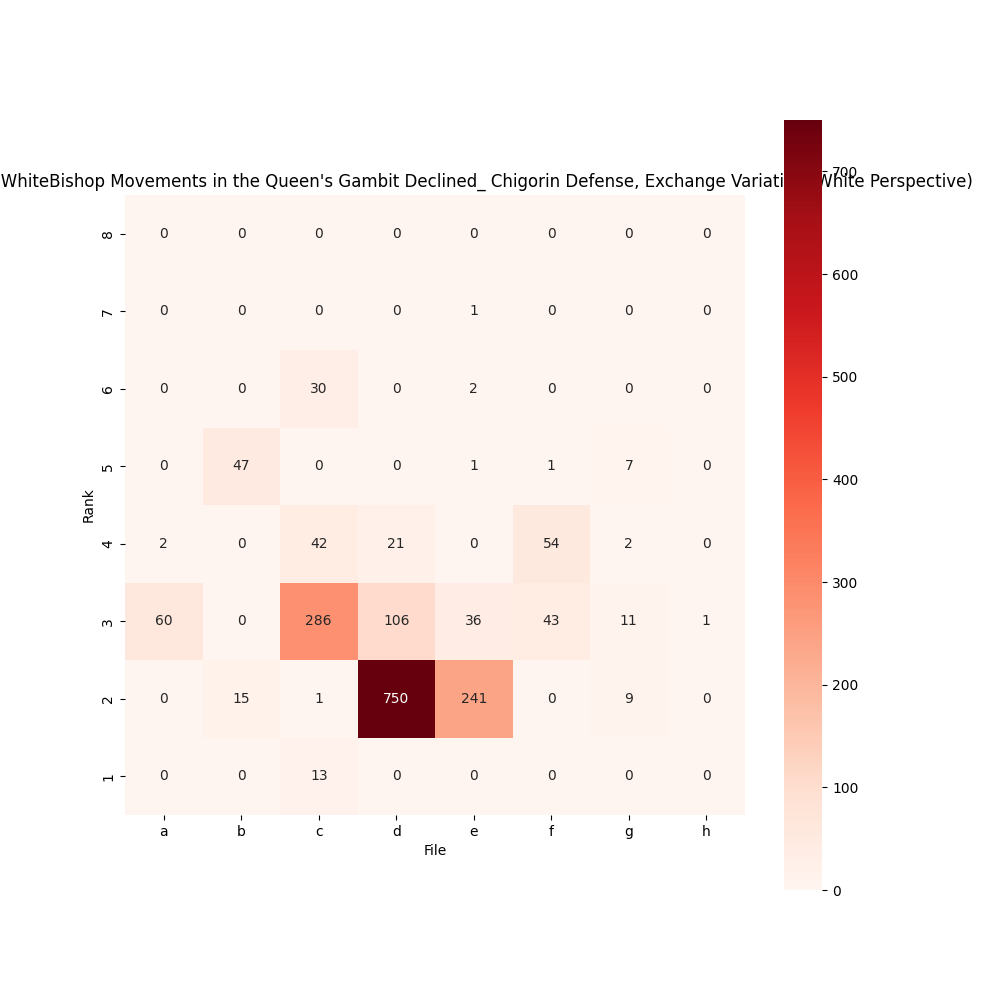 WhiteBishop Movements in the Queen's Gambit Declined_ Chigorin Defense, Exchange White Perspective)
700
8 0 0 0 0 0 0 0 0
7 0 0 0 0 1 0 0 0
600
6 0 0 30 0 2 0 0 0
500
5 0 47 0 0 1 1 7 0
400
Rank
4 2 0 42 21 0 54 2 0
300
3 60 0 286 106 36 43 11 1
200
2 0 15 1 750 241 0 9 0
100
1 0 0 13 0 0 0 0 0
0
a b c d e f g h
File